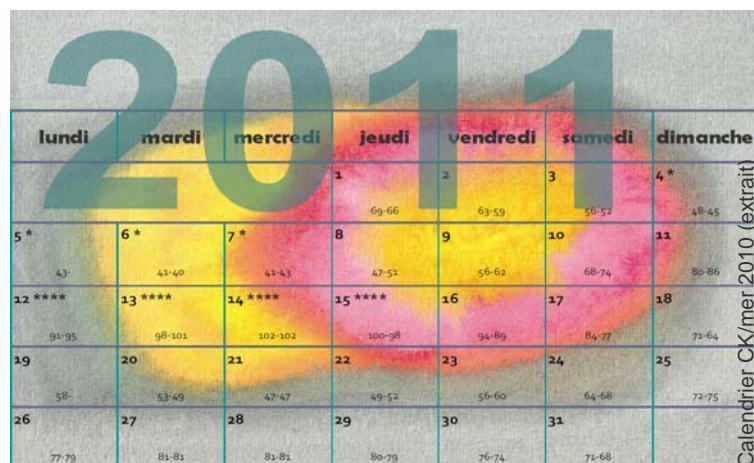 2011
lundi mardi mercredi jeudi vendredi samedi dimanche
1 2 3 4 *
69-66 63-59 56-52 48-45
5 * 6 * 7 * 8 9 10 11
43- 41-40 41-43 47-51 56-62 68-74 80-86
12 **** 13 **** 14 **** 15 **** 16 17 18
91-95 98-101 102-102 100-98 94-89 84-77 71-64
19 20 21 22 23 24 25
58- 53-49 47-47 49-52 56-60 64-68 72-75
26 27 28 29 30 31
77-79 81-81 81-81 80-79 76-74 71-68
Calendrier CK/mer 2010 (extrait)